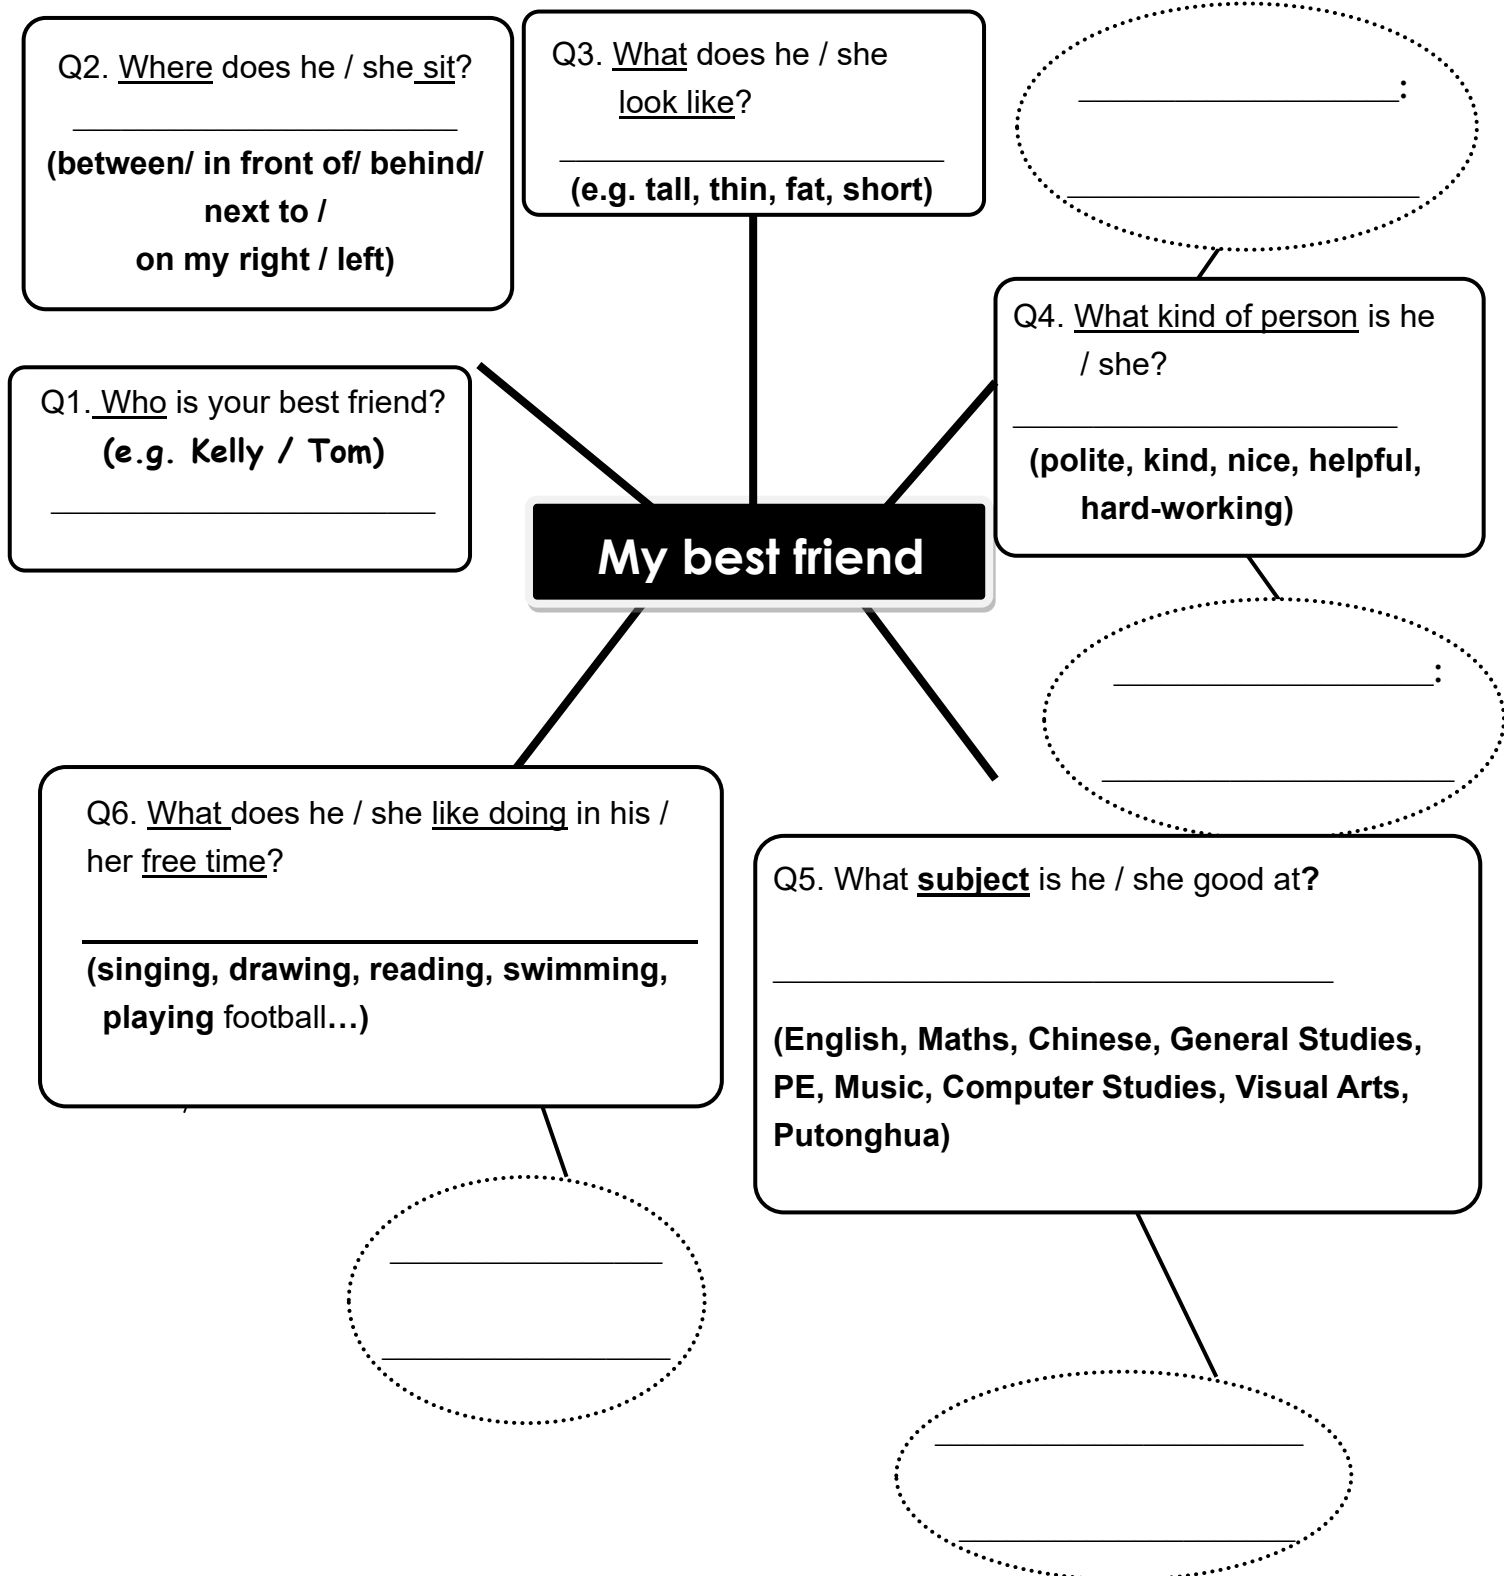 Q2. Where does he / she sit?
(between/ in front of/ behind/
next to /
on my right / left)
Q3. What does he / she
look like?
(e.g. tall, thin, fat, short)
:
Q4. What kind of person is he
/ she?
(polite, kind, nice, helpful,
hard-working)
Q1. Who is your best friend?
(e.g. Kelly / Tom)
My best friend
:
Q6. What does he / she like doing in his /
her free time?
(singing, drawing, reading, swimming,
playing football...)
Q5. What subject is he / she good at?
(English, Maths, Chinese, General Studies,
PE, Music, Computer Studies, Visual Arts,
Putonghua)